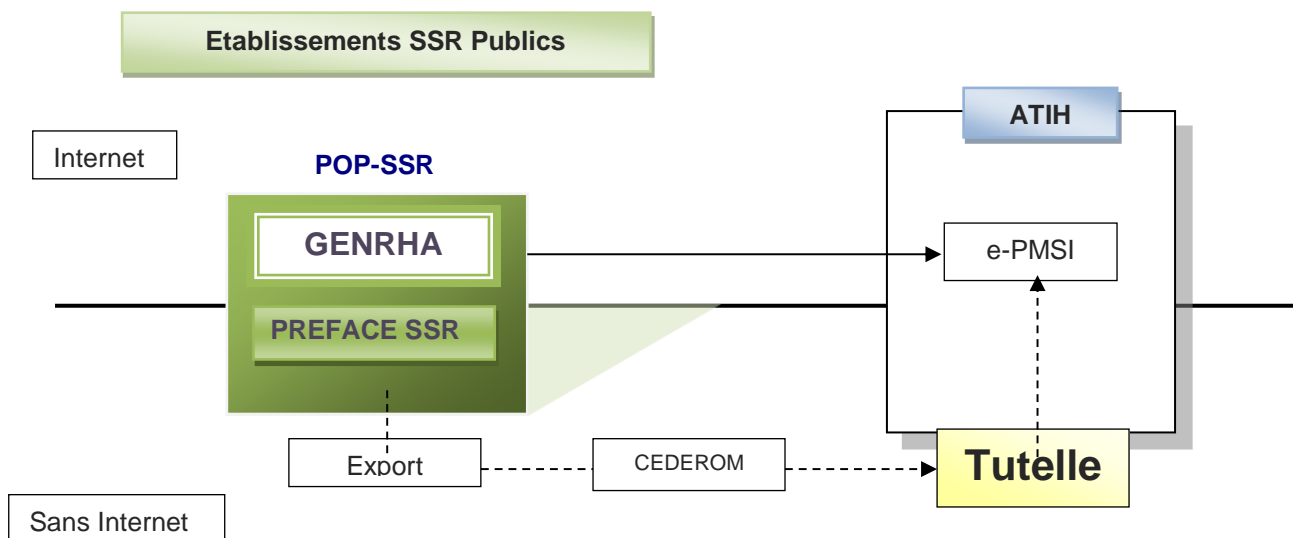 Etablissements SSR Publics
ATIH
Internet
POP-SSR
GENRHA
e-PMSI
PREFACE SSR
Export
CEDEROM
Tutelle
Sans Internet